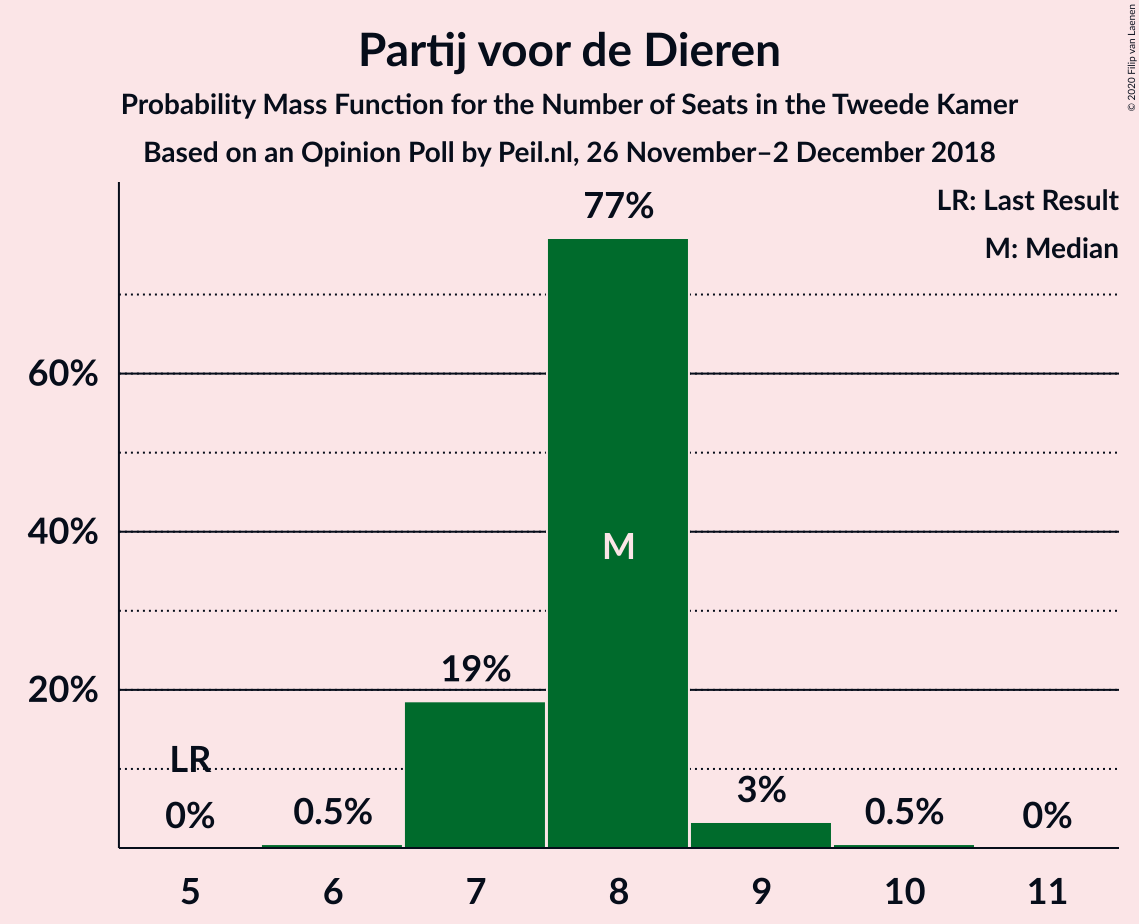 Partij voor de Dieren
Probability Mass Function for the Number of Seats in the Tweede Kamer
Based on an Opinion Poll by Peil.nl, 26 November–2 December 2018
© 2020 Filip van Laenen
LR: Last Result
M: Median
77%
60%
40%
M
19%
20%
LR
0%
0.5%
3%
0.5%
0%
5 6 7 8 9 10 11